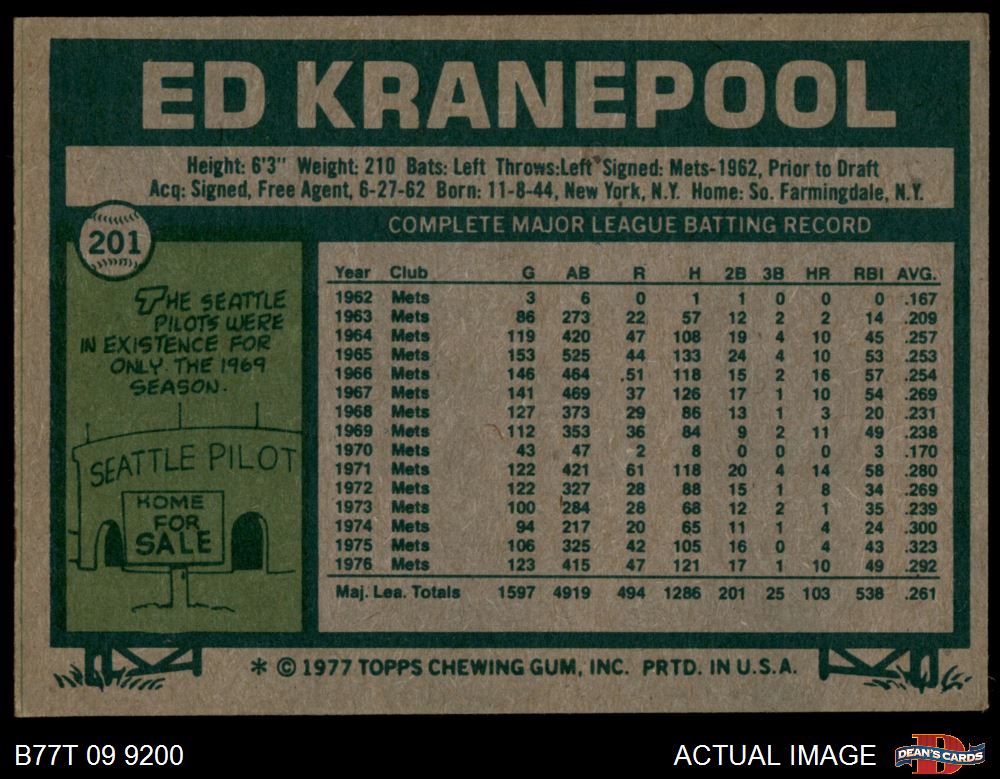 ED KRANEPOOL
Height: 6'3" Weight: 210 Bats: Left Throws:Left Signed: Mets-1962, Prior to Draft
Acq: Signed, Free Agent, 6-27-62 Born: 11-8-44, New York, N.Y. Home: So. Farmingdale, N.Y.
201
THE SEATTLE
PILOTS WERE
IN EXISTENCE FOR
ONLY THE 1969
SEASON.
SEATTLE PILOT
HOME
FOR
SALE
COMPLETE MAJOR LEAGUE BATTING RECORD
Year Club G AB R H 2B 3B HR RBI AVG.
1962 Mets 3 6 0 1 1 0 0 0 .167
1963 Mets 86 273 22 57 12 2 2 14 .209
1964 Mets 119 420 47 108 19 4 10 45 .257
1965 Mets 153 525 44 133 24 4 10 53 .253
1966 Mets 146 464 .51 118 15 2 16 57 .254
1967 Mets 141 469 37 126 17 1 10 54 .269
1968 Mets 127 373 29 86 13 1 3 20 .231
1969 Mets 112 353 36 84 9 2 11 49 .238
1970 Mets 43 47 2 8 0 0 0 3 .170
1971 Mets 122 421 61 118 20 4 14 58 .280
1972 Mets 122 327 28 88 15 1 8 34 .269
1973 Mets 100 284 28 68 12 2 1 35 .239
1974 Mets 94 217 20 65 11 1 4 24 .300
1975 Mets 106 325 42 105 16 0 4 43 .323
1976 Mets 123 415 47 121 17 1 10 49 .292
Maj. Lea. Totals 1597 4919 494 1286 201 25 103 538 .261
* © 1977 TOPPS CHEWING GUM, INC. PRTD. IN U.S.A.
B77T 09 9200
ACTUAL IMAGE
DEAN'S CARDS